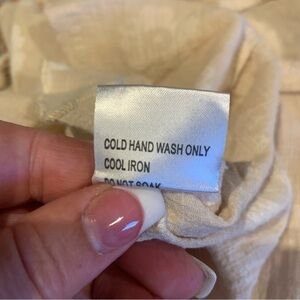 COLD HAND WASH ONLY
COOL IRON
DO NOT SOAK